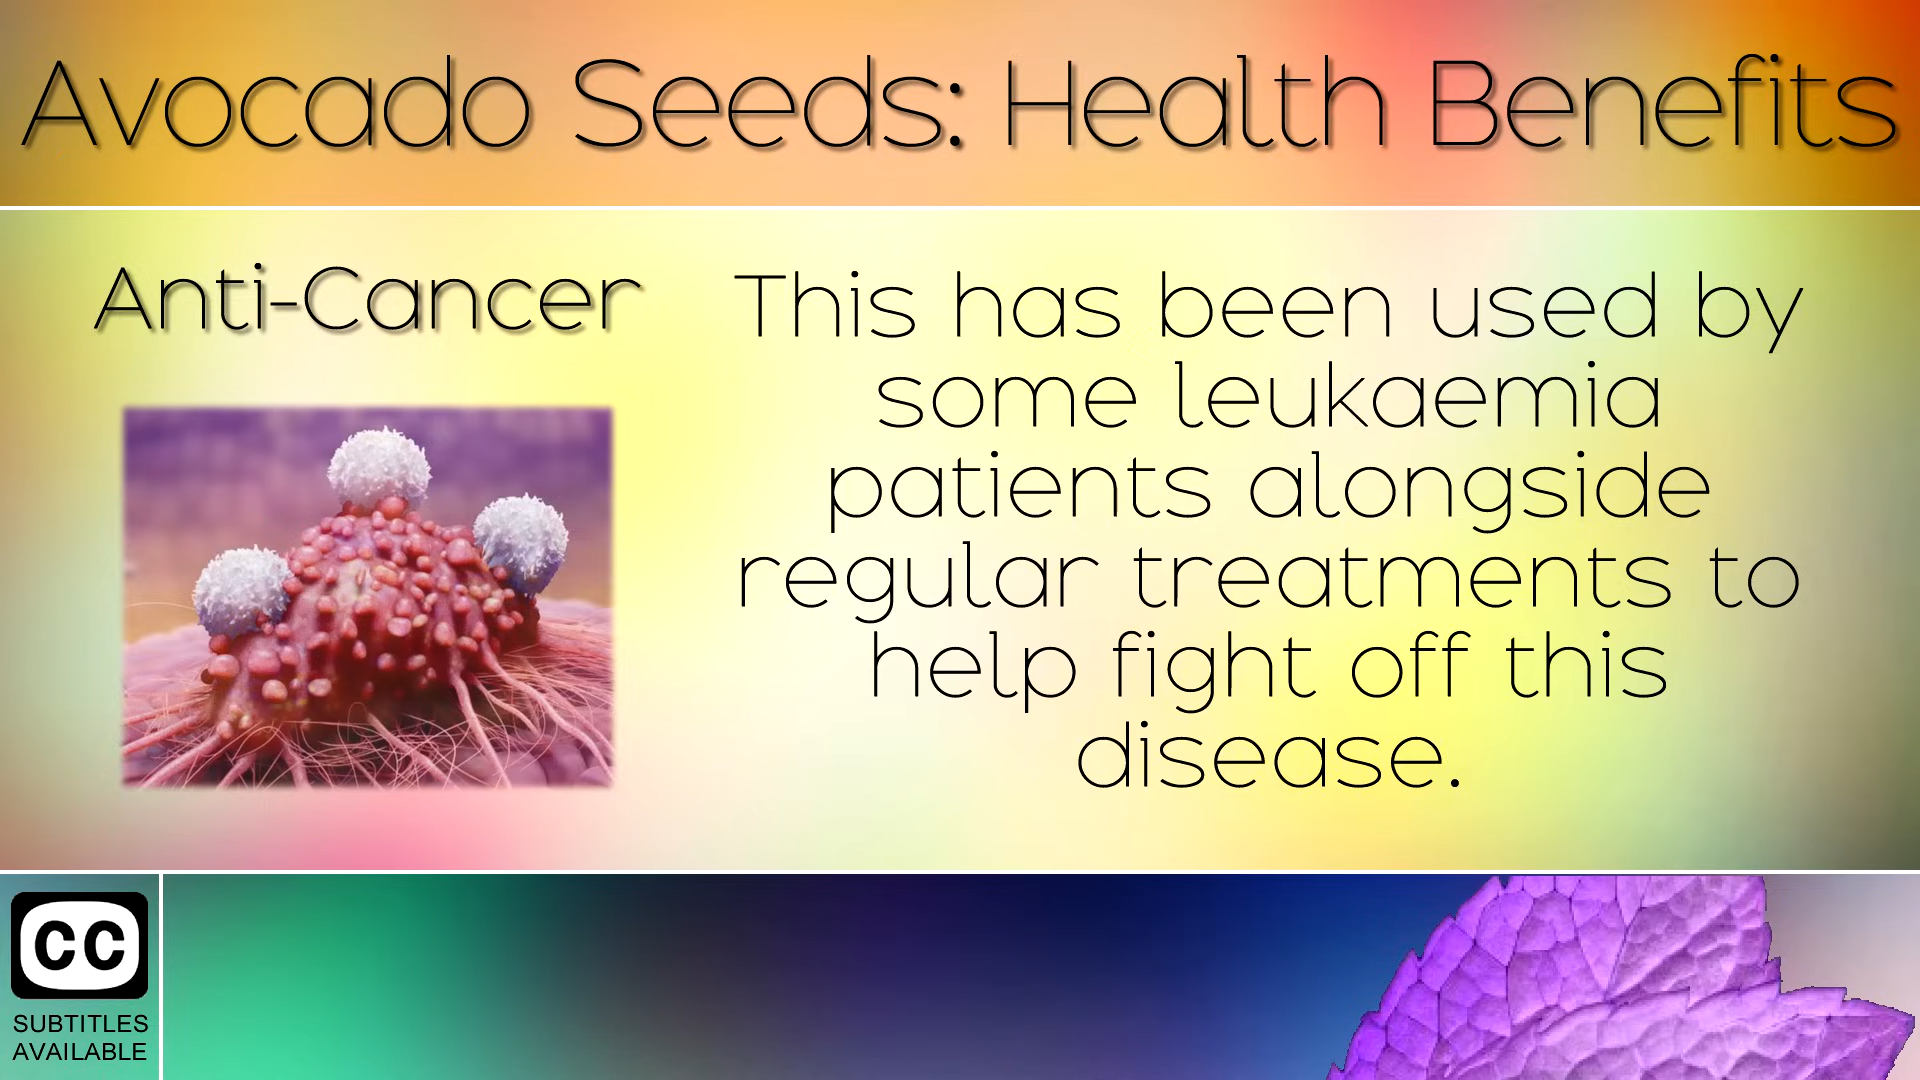 Avocado Seeds: Health Benefits
Anti-Cancer
This has been used by
some leukaemia
patients alongside
regular treatments to
help fight off this
disease.
CC
SUBTITLES
AVAILABLE